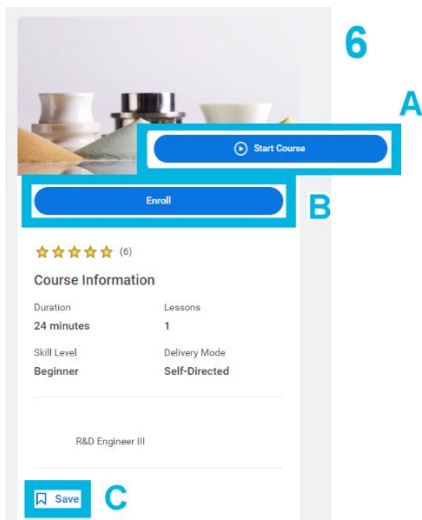 6
A
Start Course
Enroll
B
(6)
Course Information
Duration Lessons
24 minutes 1
Skill Level Delivery Mode
Beginner Self-Directed
R&D Engineer III
Save C